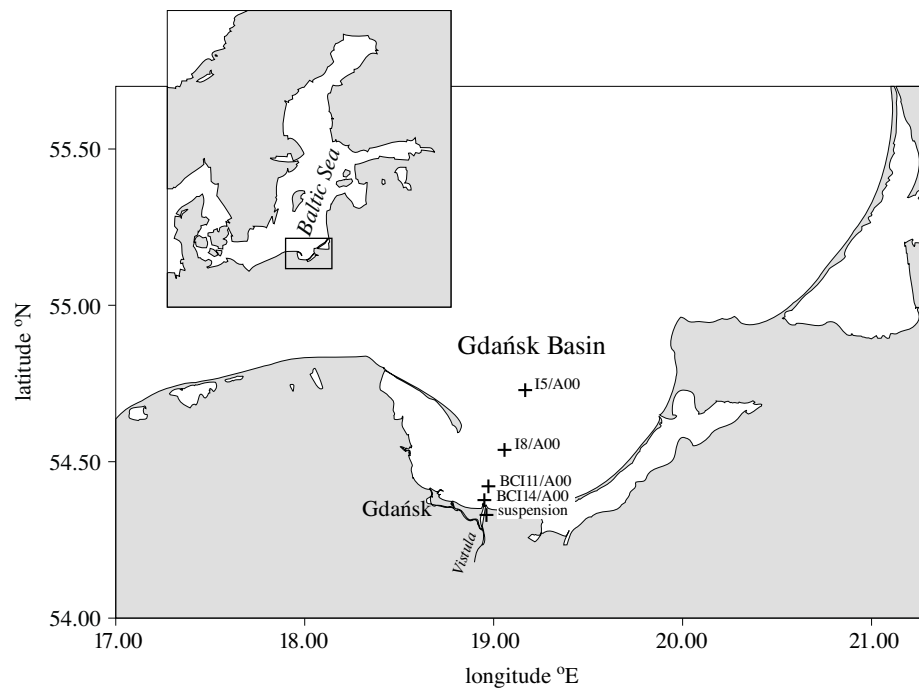 Baltic Sea
55.50
55.00
54.50
54.00
latitude °N
Gdańsk Basin
I5/A00
I8/A00
BCI11/A00
BCI14/A00
suspension
Gdańsk
Vistula
17.00 18.00 19.00 20.00 21.00
longitude °E